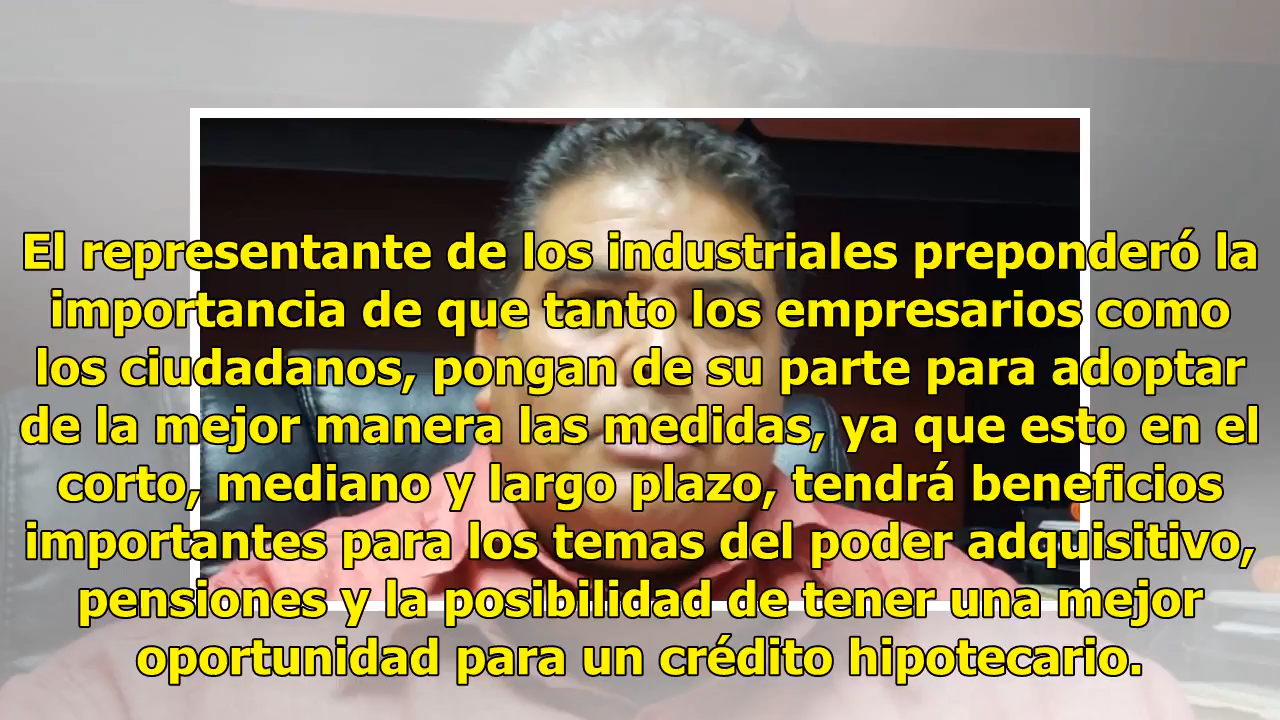 El representante de los industriales preponderó la
importancia de que tanto los empresarios como
los ciudadanos, pongan de su parte para adoptar
de la mejor manera las medidas, ya que esto en el
corto, mediano y largo plazo, tendrá beneficios
importantes para los temas del poder adquisitivo,
pensiones y la posibilidad de tener una mejor
oportunidad para un crédito hipotecario.